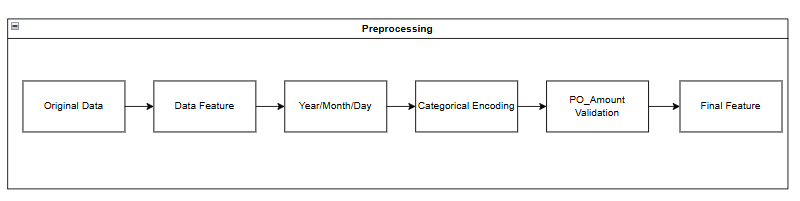 Preprocessing
Original Data
Data Feature
Year/Month/Day
Categorical Encoding
PO_Amount
Validation
Final Feature